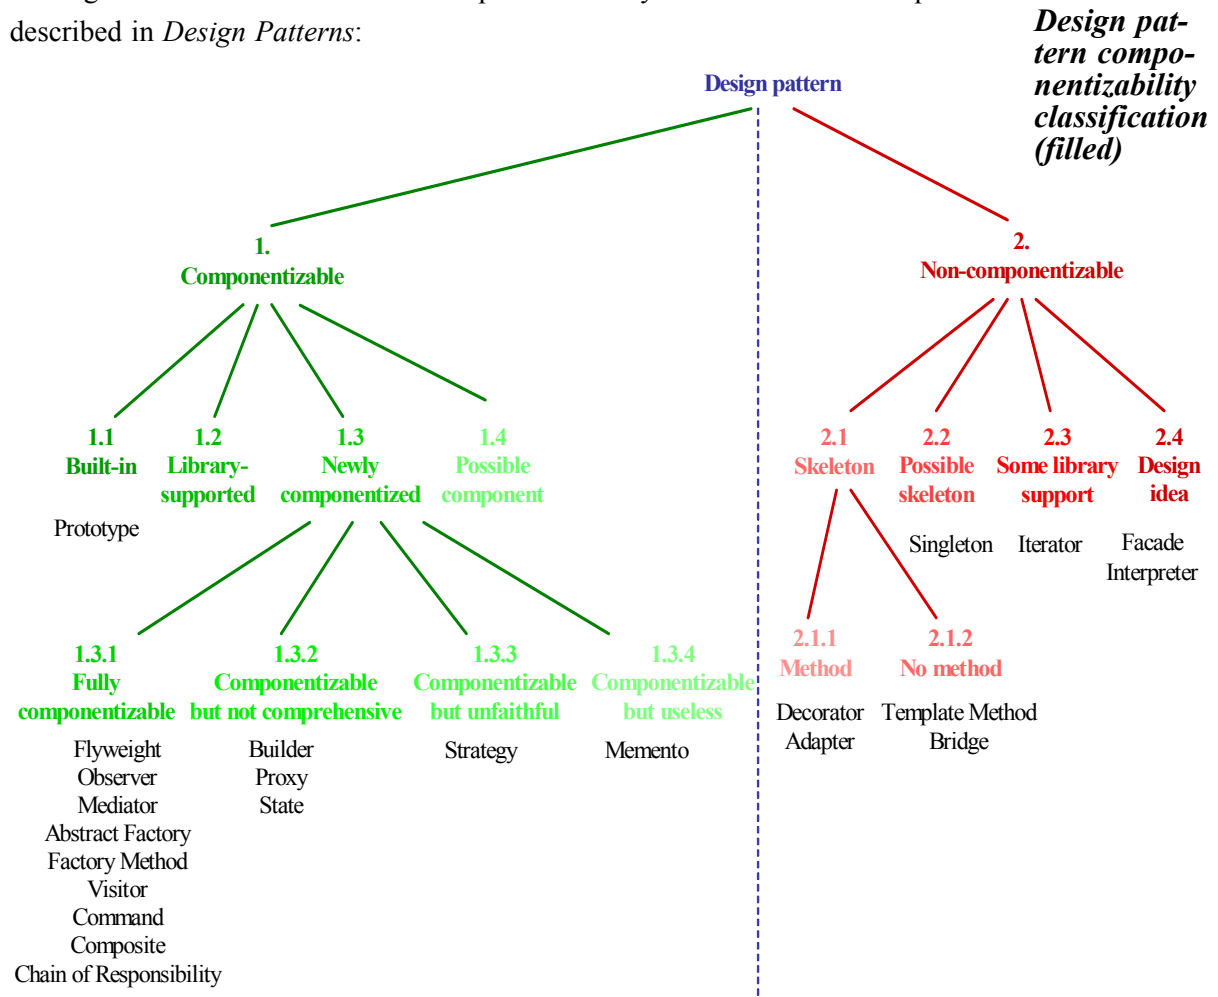 described in Design Patterns:
Design pat-
tern compo-
nentizability
classification
(filled)
Design pattern
1.
Componentizable
2.
Non-componentizable
1.1
Built-in
Prototype
1.2
Library-
supported
1.3
Newly
componentized
1.4
Possible
component
2.1
Skeleton
2.2
Possible
skeleton
Singleton
2.3
Some library
support
Iterator
2.4
Design
idea
Facade
Interpreter
1.3.1
Fully
componentizable
Flyweight
Observer
Mediator
Abstract Factory
Factory Method
Visitor
Command
Composite
Chain of Responsibility
1.3.2
Componentizable
but not comprehensive
Builder
Proxy
State
1.3.3
Componentizable
but unfaithful
Strategy
1.3.4
Componentizable
but useless
Memento
2.1.1
Method
Decorator
Adapter
2.1.2
No method
Template Method
Bridge